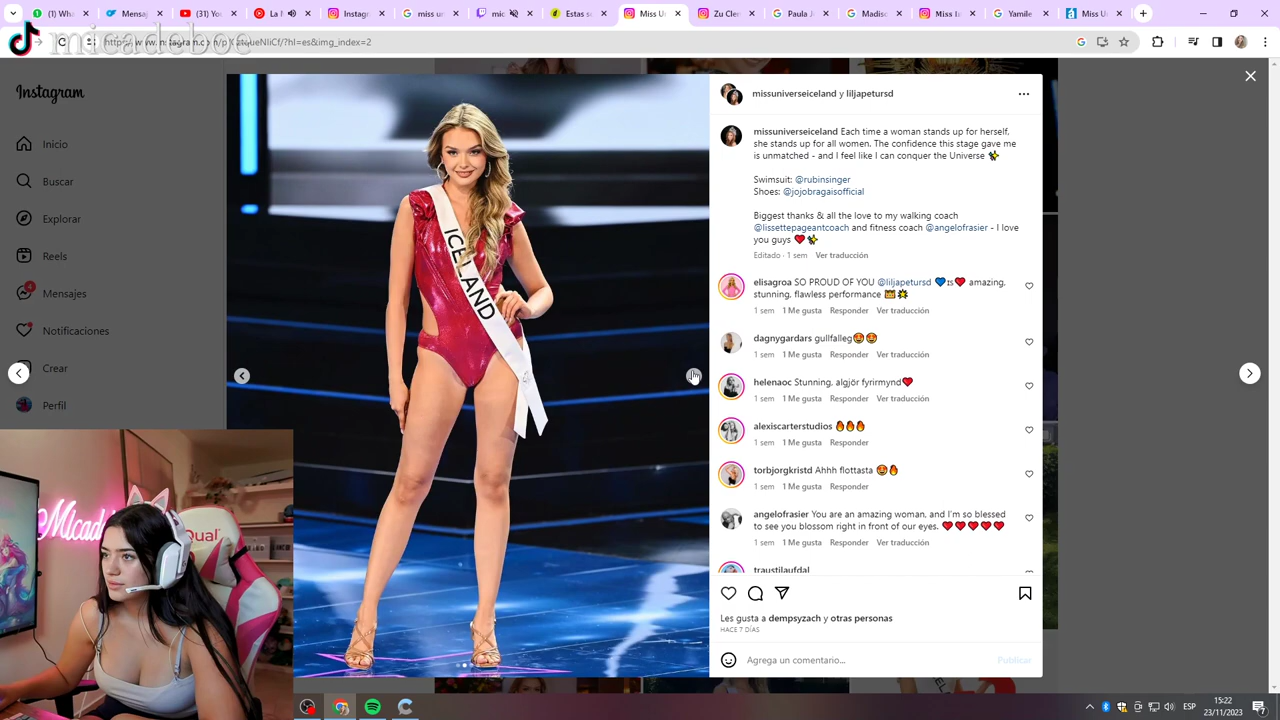 micadeboc
Instagram
Inicio
Buscar
Explorar
Reels
4
Mensajes
Notificaciones
Crear
Perfil
ICELAND
missuniverseiceland y liljapetursd
missuniverseiceland Each time a woman stands up for herself,
she stands up for all women. The confidence this stage gave me
is unmatched - and I feel like I can conquer the Universe ✨
Swimsuit: @rubinsinger
Shoes: @jojobragaisofficial
Biggest thanks & all the love to my walking coach
@lissettepageantcoach and fitness coach @angelofrasier - I love
you guys ❤️✨
Editado · 1 sem Ver traducción
elisagroa SO PROUD OF YOU @liljapetursd 💙🇮🇸❤️ amazing,
stunning, flawless performance
1 sem 1 Me gusta Responder Ver traducción
dagnygardars gullfalleg😍😍
1 sem 1 Me gusta Responder Ver traducción
helenaoc Stunning, algjör fyrirmynd❤️
1 sem 1 Me gusta Responder Ver traducción
alexiscarterstudios 🔥🔥🔥
1 sem 1 Me gusta Responder
torbjorgkristd Ahhh flottasta 😍🔥
1 sem 1 Me gusta Responder
angelofrasier You are an amazing woman, and I'm so blessed
to see you blossom right in front of our eyes. ❤️❤️❤️❤️❤️
1 sem 1 Me gusta Responder Ver traducción
traustilaufdal
Les gusta a dempsyzach y otras personas
HACE 7 DÍAS
Agrega un comentario...
Publicar
15:22
23/11/2023